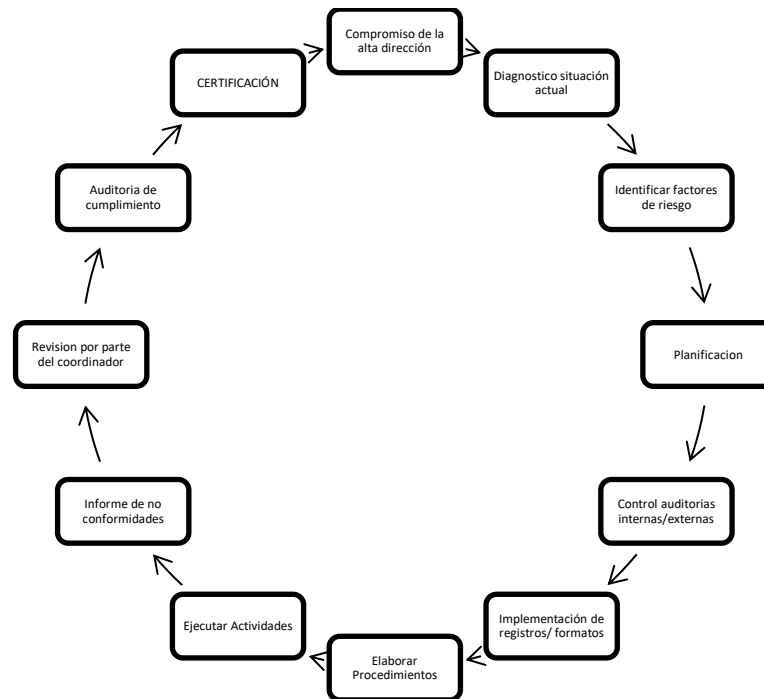 Compromiso de la
alta dirección
Diagnostico situación
actual
Identificar factores
de riesgo
Planificacion
Control auditorias
internas/externas
Implementación de
registros/ formatos
Elaborar
Procedimientos
Ejecutar Actividades
Informe de no
conformidades
Revision por parte
del coordinador
Auditoria de
cumplimiento
CERTIFICACIÓN